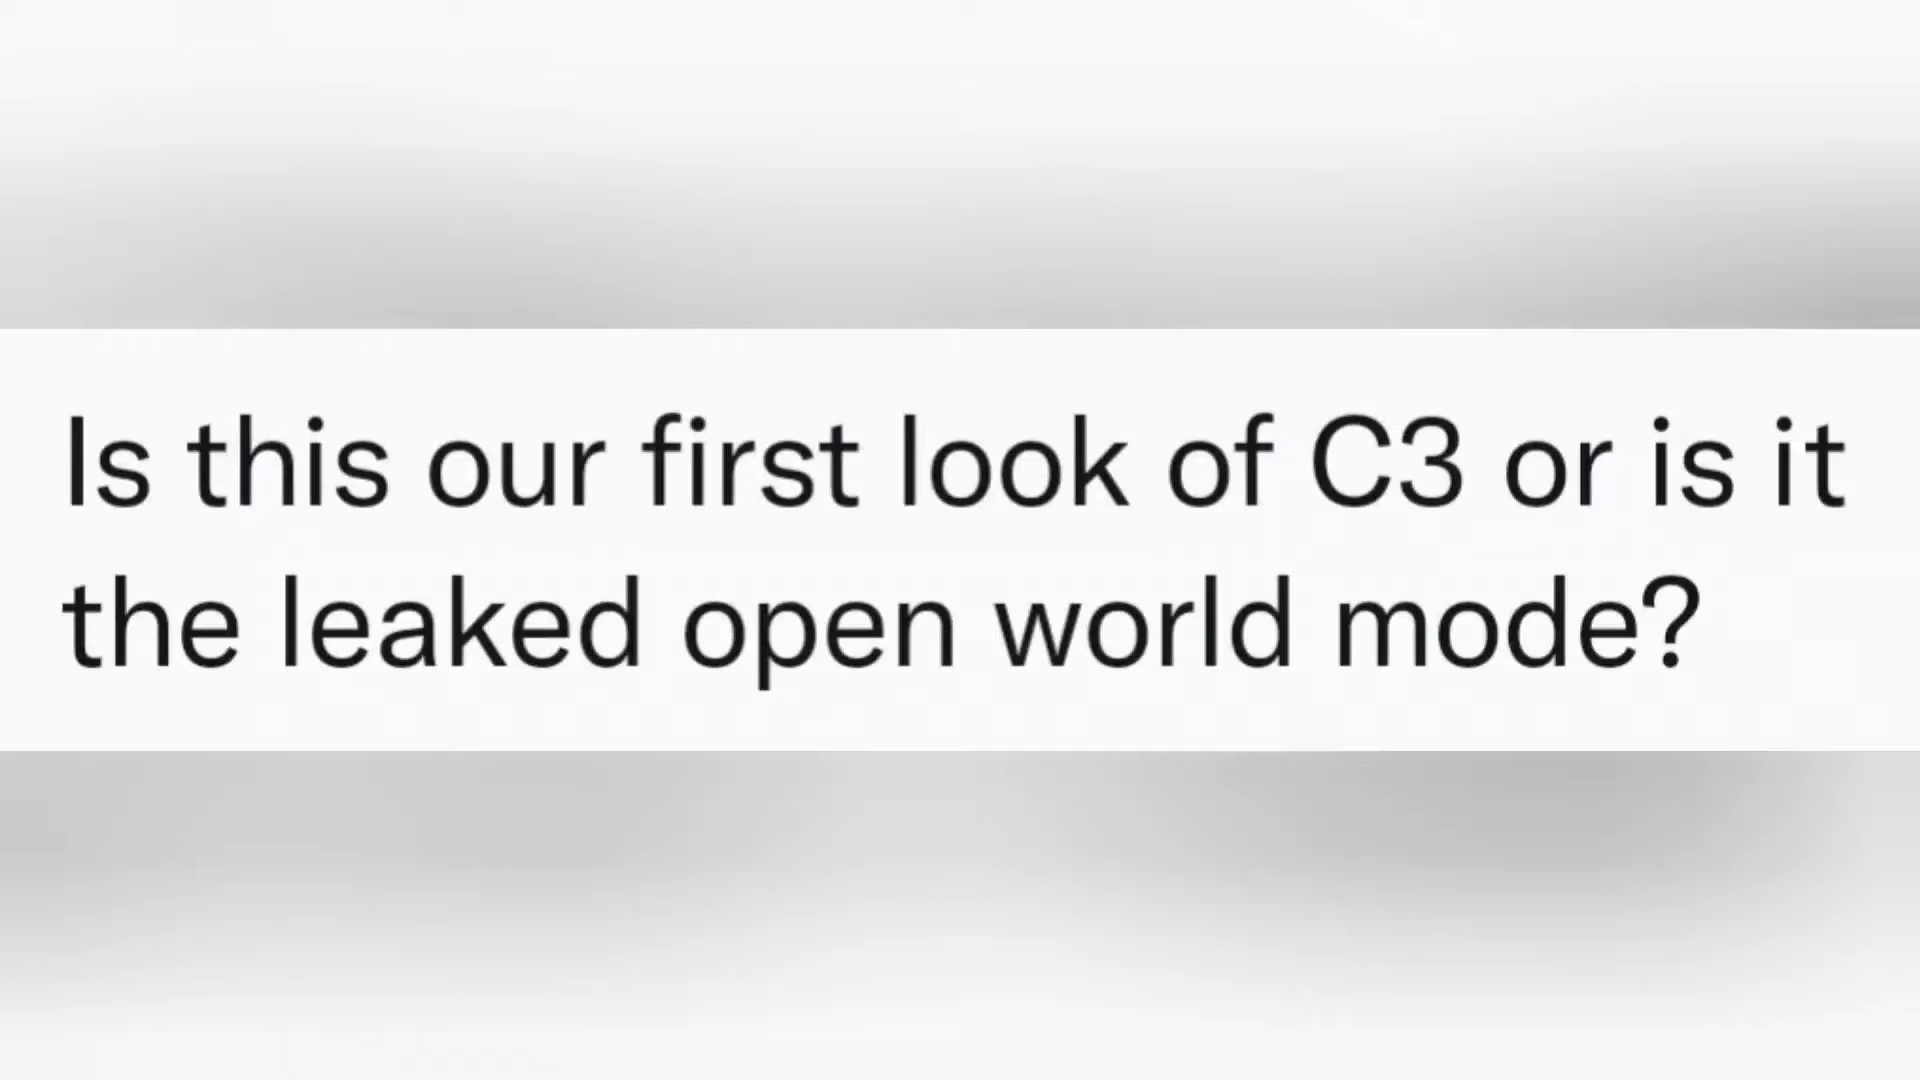 Is this our first look of C3 or is it
the leaked open world mode?